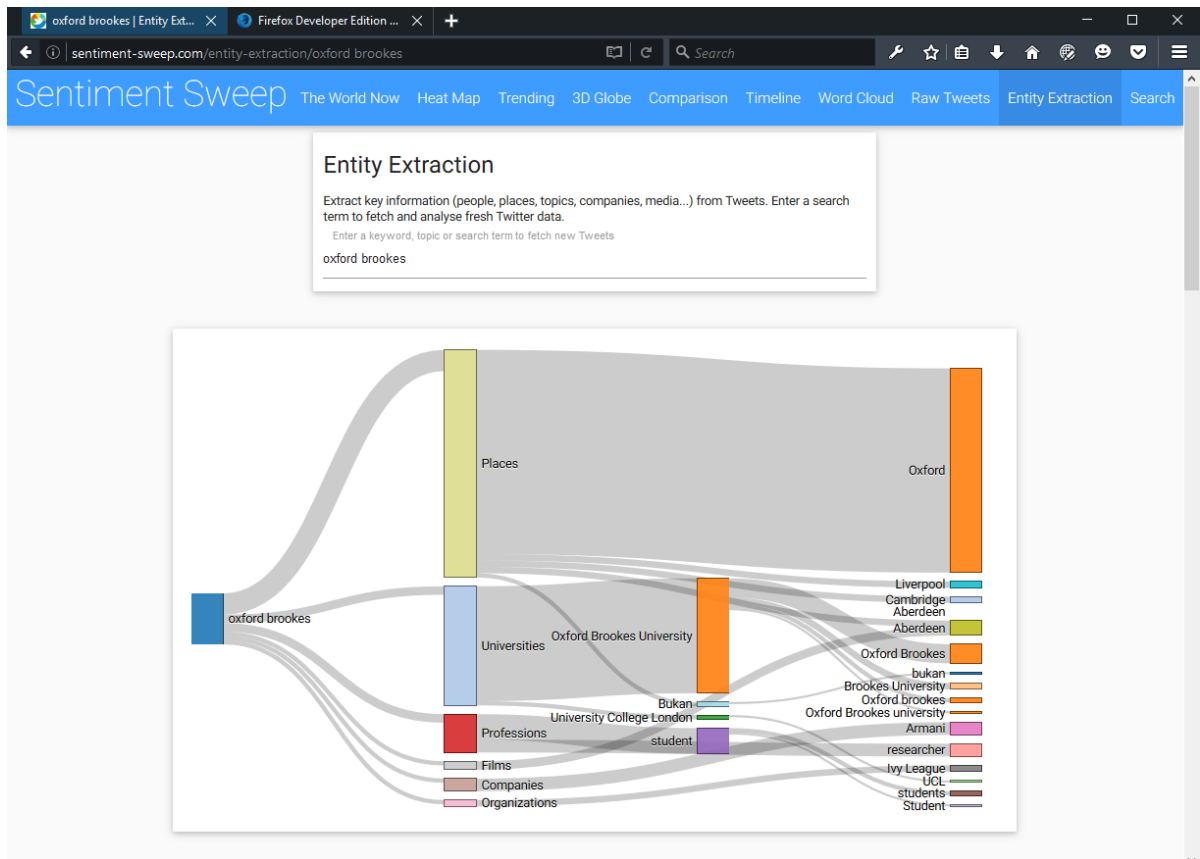 oxford brookes | Entity Ext...
Firefox Developer Edition ...
sentiment-sweep.com/entity-extraction/oxford brookes
Search
Sentiment Sweep The World Now Heat Map Trending 3D Globe Comparison Timeline Word Cloud Raw Tweets Entity Extraction Search
Entity Extraction
Extract key information (people, places, topics, companies, media...) from Tweets. Enter a search
term to fetch and analyse fresh Twitter data.
Enter a keyword, topic or search term to fetch new Tweets
oxford brookes
oxford brookes
Places
Universities
Professions
Films
Companies
Organizations
Oxford Brookes University
Bukan
University College London
student
Oxford
Liverpool
Cambridge
Aberdeen
Aberdeen
Oxford Brookes
bukan
Brookes University
Oxford brookes
Oxford Brookes university
Armani
researcher
Ivy League
UCL
students
Student